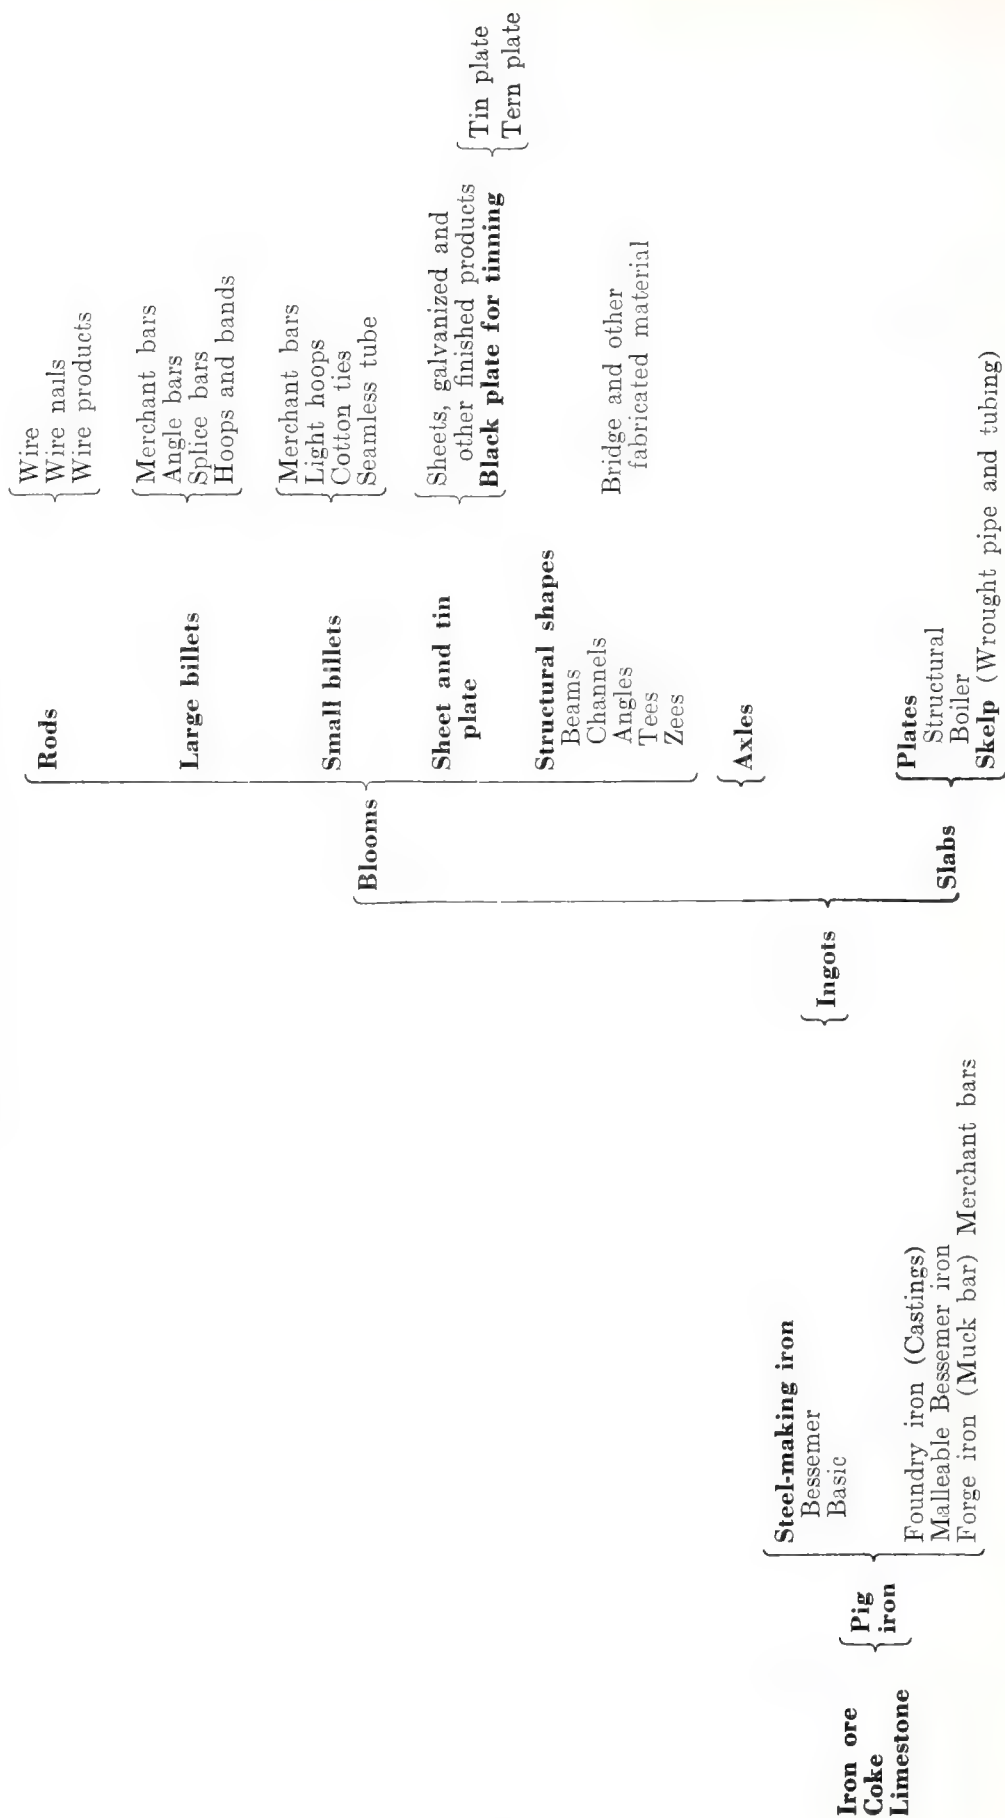 Iron ore
Coke
Limestone
Pig
iron
Steel-making iron
Bessemer
Basic
Foundry iron (Castings)
Malleable Bessemer iron
Forge iron (Muck bar) Merchant bars
Ingots
Blooms
Slabs
Rods
Large billets
Small billets
Sheet and tin
plate
Structural shapes
Beams
Channels
Angles
Tees
Zees
Axles
Plates
Structural
Boiler
Skelp (Wrought pipe and tubing)
Wire
Wire nails
Wire products
Merchant bars
Angle bars
Splice bars
Hoops and bands
Merchant bars
Light hoops
Cotton ties
Seamless tube
Sheets, galvanized and
other finished products
Black plate for tinning
Bridge and other
fabricated material
Tin plate
Tern plate